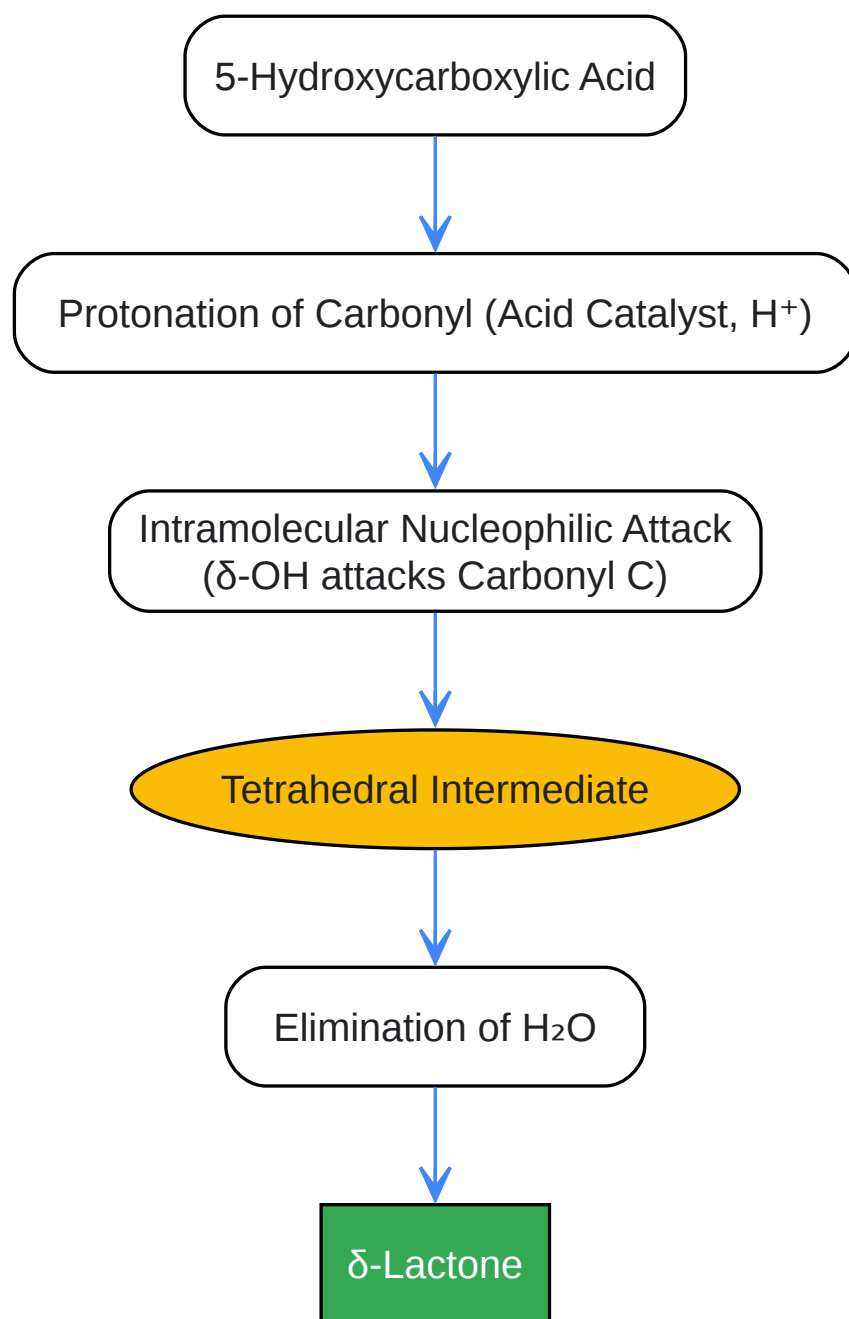 5-Hydroxycarboxylic Acid
Protonation of Carbonyl (Acid Catalyst, H⁺)
Intramolecular Nucleophilic Attack
(δ-OH attacks Carbonyl C)
Tetrahedral Intermediate
Elimination of H₂O
δ-Lactone